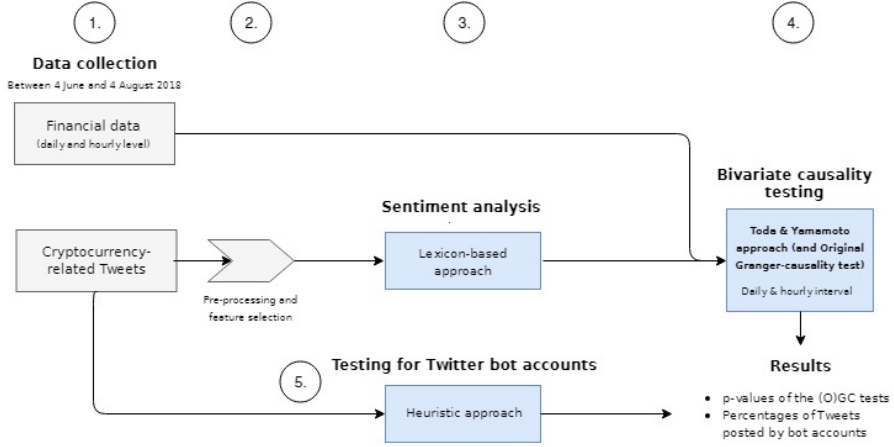 1.
2.
3.
4.
Data collection
Between 4 June and 4 August 2018
Financial data
(daily and hourly level)
Bivariate causality
testing
Sentiment analysis
Toda & Yamamoto
approach (and Original
Granger-causality test)
Daily & hourly interval
Cryptocurrency-
related Tweets
Lexicon-based
approach
Pre-processing and
feature selection
5.
Testing for Twitter bot accounts
Heuristic approach
Results
• p-values of the (O)GC tests
• Percentages of Tweets
posted by bot accounts